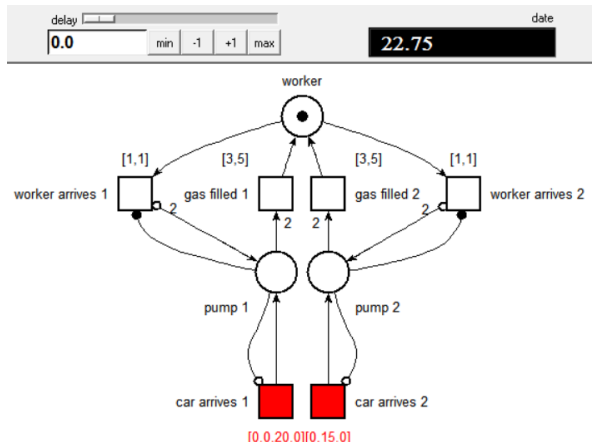 delay
date
0.0 min -1 +1 max
22.75
worker
[1,1] [3,5] [3,5] [1,1]
worker arrives 1 gas filled 1 gas filled 2 worker arrives 2
2 2 2 2
pump 1 pump 2
car arrives 1 car arrives 2
[0.0,20.0][0,15.0]